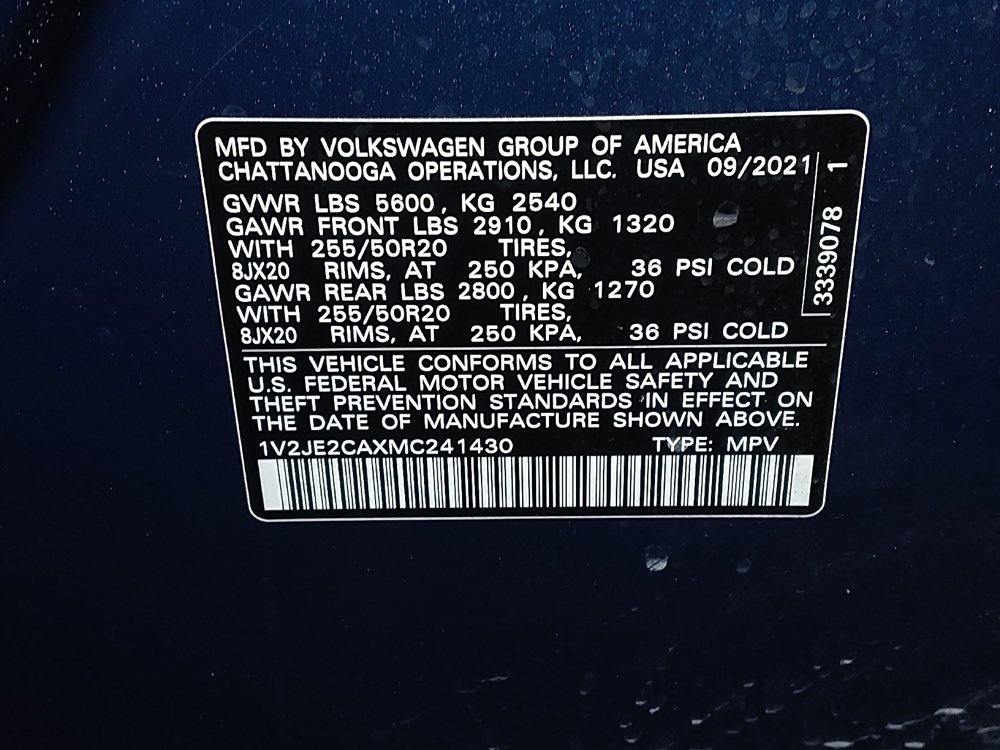 MFD BY VOLKSWAGEN GROUP OF AMERICA
CHATTANOOGA OPERATIONS, LLC. USA 09/2021
GVWR LBS 5600, KG 2540
GAWR FRONT LBS 2910, KG 1320
WITH 255/50R20 TIRES,
8JX20 RIMS, AT 250 KPA, 36 PSI COLD
GAWR REAR LBS 2800, KG 1270
WITH 255/50R20 TIRES,
8JX20 RIMS, AT 250 KPA, 36 PSI COLD
THIS VEHICLE CONFORMS TO ALL APPLICABLE
U.S. FEDERAL MOTOR VEHICLE SAFETY AND
THEFT PREVENTION STANDARDS IN EFFECT ON
THE DATE OF MANUFACTURE SHOWN ABOVE.
1V2JE2CAXMC241430 TYPE: MPV
3339078 1